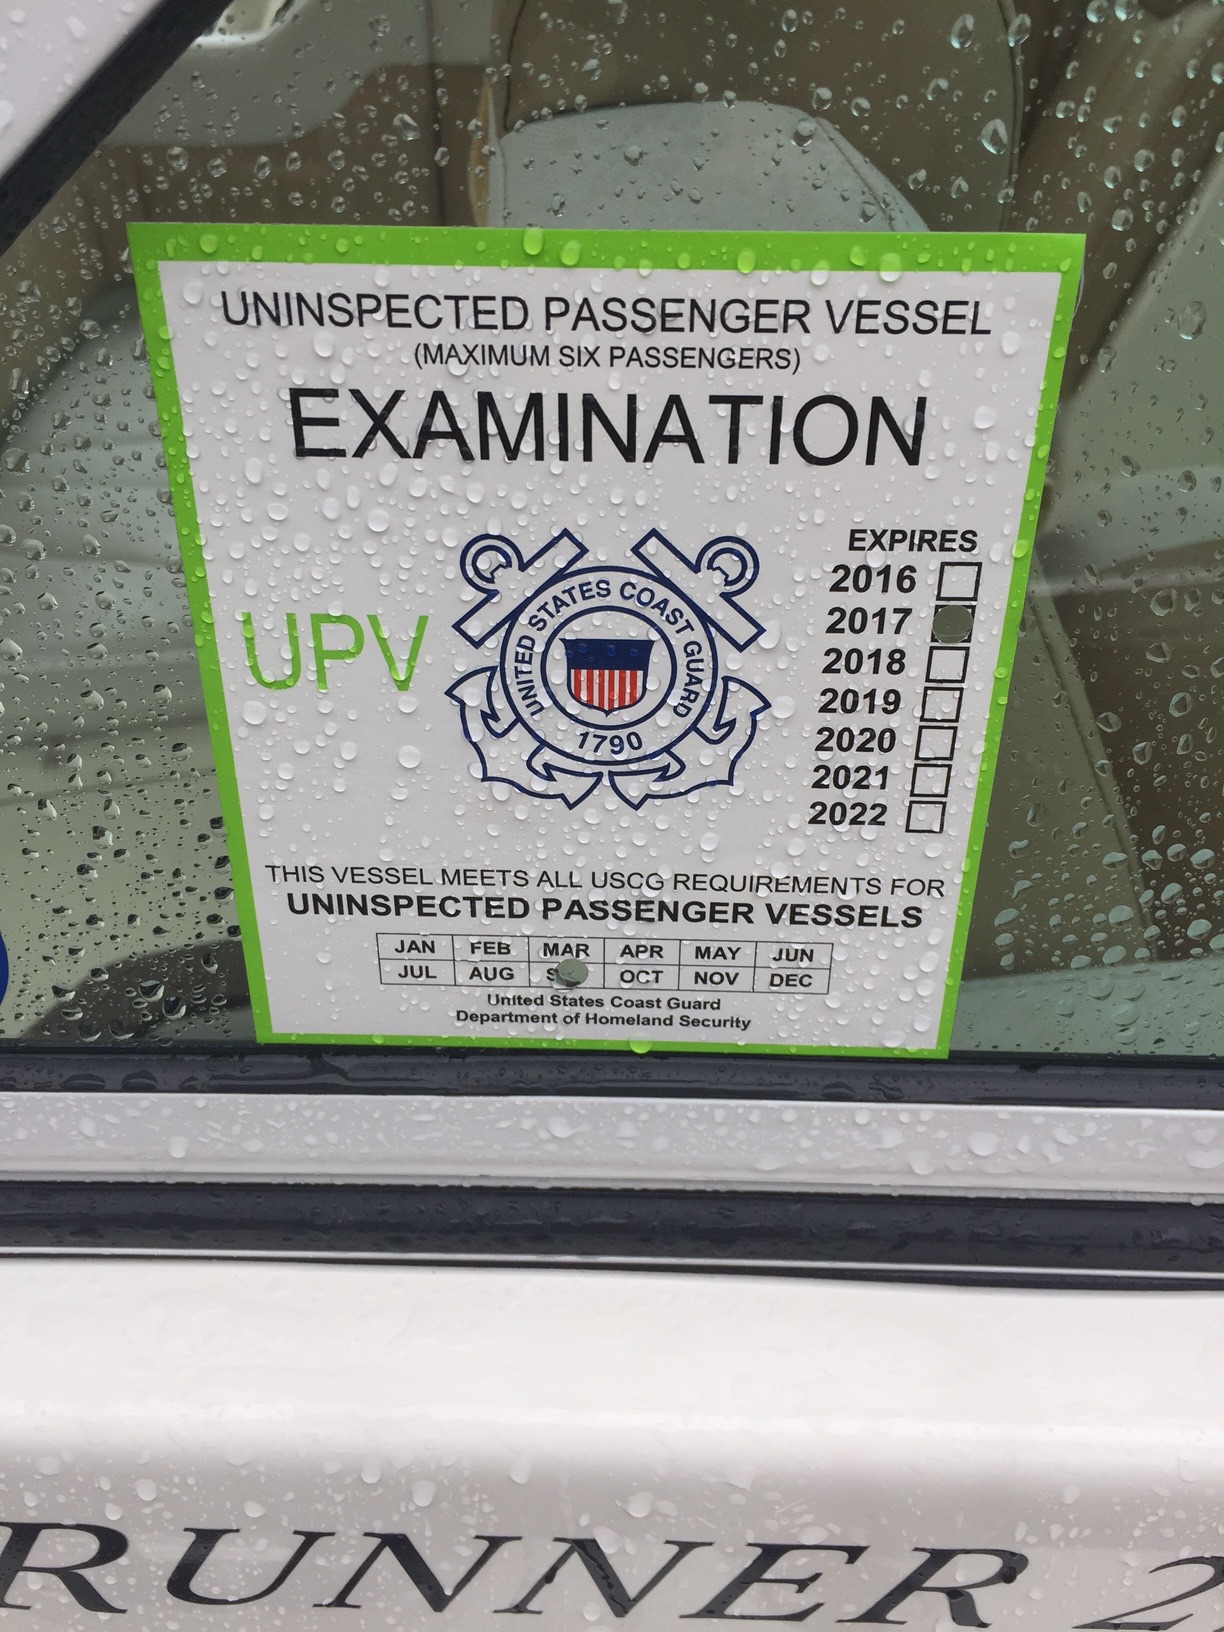 UNINSPECTED PASSENGER VESSEL
(MAXIMUM SIX PASSENGERS)
EXAMINATION
UPV
UNITED STATES COAST GUARD
1790
EXPIRES
2016
2017
2018
2019
2020
2021
2022
THIS VESSEL MEETS ALL USCG REQUIREMENTS FOR
UNINSPECTED PASSENGER VESSELS
JAN FEB MAR APR MAY JUN
JUL AUG OCT NOV DEC
United States Coast Guard
Department of Homeland Security
RUNNER 2